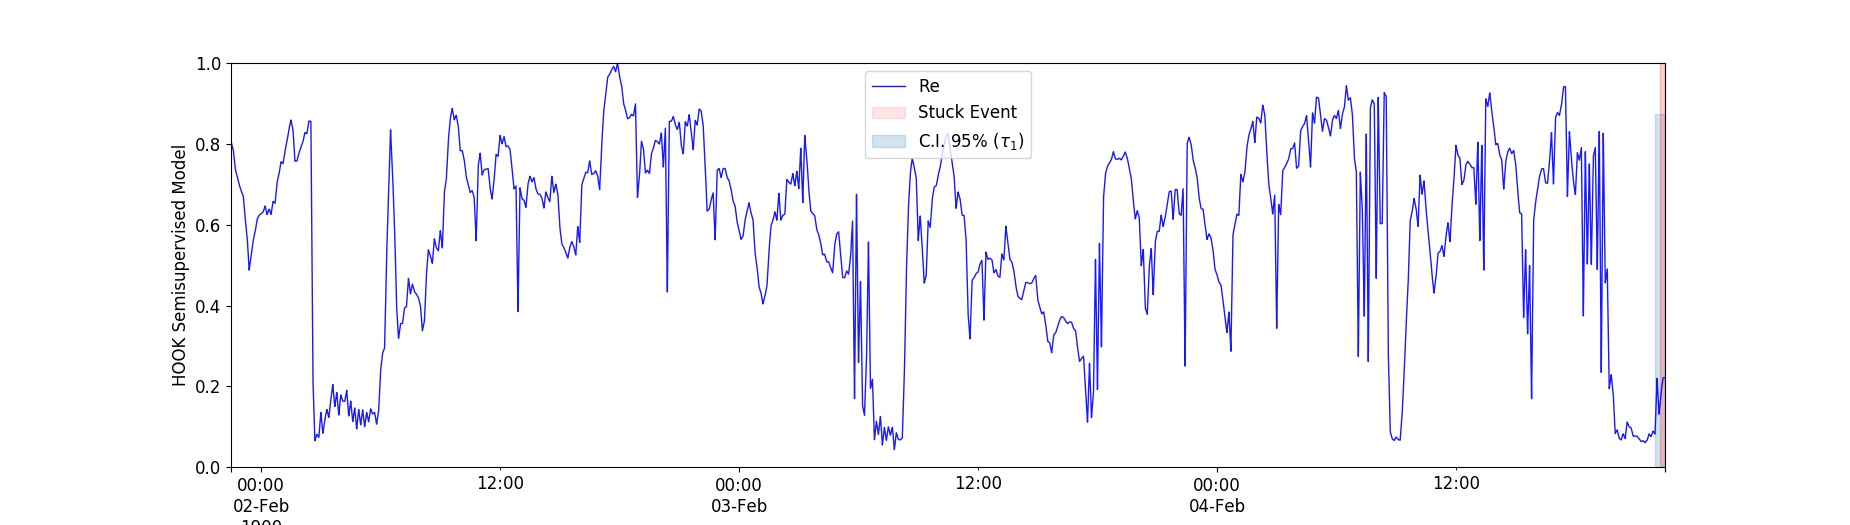 HOOK Semisupervised Model
1.0
0.8
0.6
0.4
0.2
0.0
Re
Stuck Event
C.I. 95% (τ₁)
00:00
02-Feb
1900
12:00
00:00
03-Feb
12:00
00:00
04-Feb
12:00